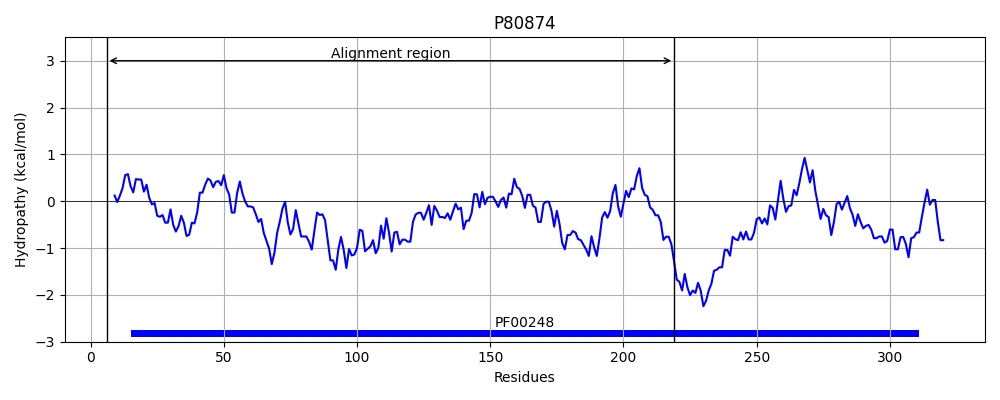 P80874
Alignment region
PF00248
Hydropathy (kcal/mol)
3
2
1
0
−1
−2
−3
0 50 100 150 200 250 300
Residues